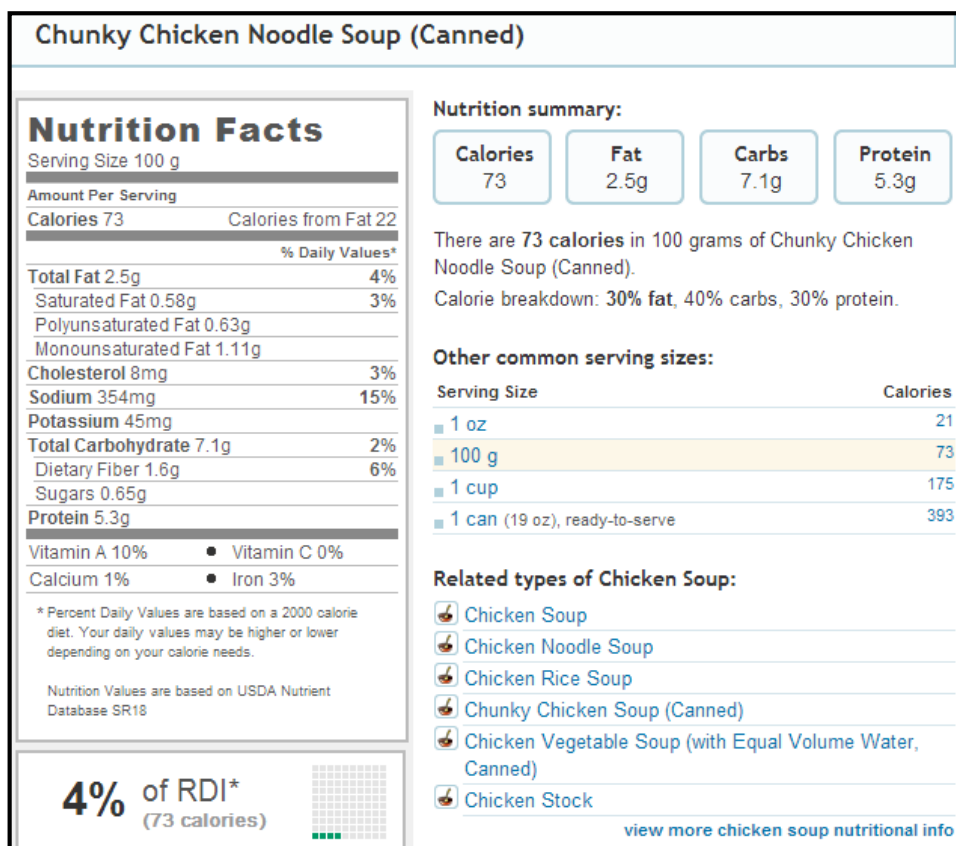 Chunky Chicken Noodle Soup (Canned)
Nutrition Facts
Serving Size 100 g
Amount Per Serving
Calories 73 Calories from Fat 22
% Daily Values*
Total Fat 2.5g 4%
Saturated Fat 0.58g 3%
Polyunsaturated Fat 0.63g
Monounsaturated Fat 1.11g
Cholesterol 8mg 3%
Sodium 354mg 15%
Potassium 45mg
Total Carbohydrate 7.1g 2%
Dietary Fiber 1.6g 6%
Sugars 0.65g
Protein 5.3g
Vitamin A 10% • Vitamin C 0%
Calcium 1% • Iron 3%
* Percent Daily Values are based on a 2000 calorie
diet. Your daily values may be higher or lower
depending on your calorie needs.
Nutrition Values are based on USDA Nutrient
Database SR18
4% of RDI*
(73 calories)
Nutrition summary:
Calories Fat Carbs Protein
73 2.5g 7.1g 5.3g
There are 73 calories in 100 grams of Chunky Chicken
Noodle Soup (Canned).
Calorie breakdown: 30% fat, 40% carbs, 30% protein.
Other common serving sizes:
Serving Size Calories
1 oz 21
100 g 73
1 cup 175
1 can (19 oz), ready-to-serve 393
Related types of Chicken Soup:
Chicken Soup
Chicken Noodle Soup
Chicken Rice Soup
Chunky Chicken Soup (Canned)
Chicken Vegetable Soup (with Equal Volume Water,
Canned)
Chicken Stock
view more chicken soup nutritional info